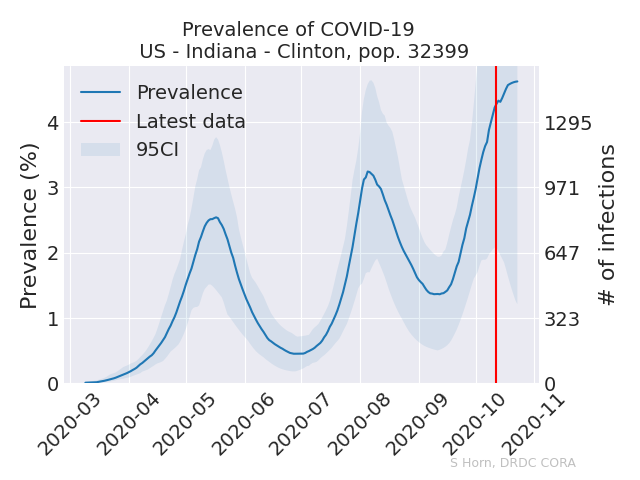 Prevalence of COVID-19
US - Indiana - Clinton, pop. 32399
Prevalence
Latest data
95CI
Prevalence (%)
4
3
2
1
0
1295
971
647
323
0
# of infections
2020-03
2020-04
2020-05
2020-06
2020-07
2020-08
2020-09
2020-10
2020-11
S Horn, DRDC CORA